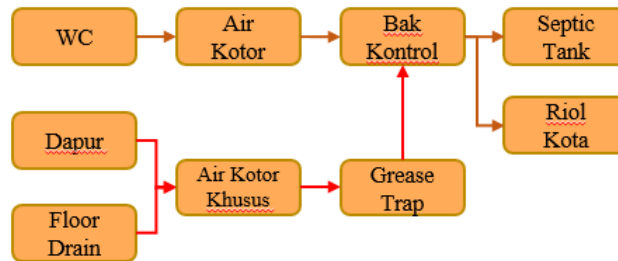 WC
Air
Kotor
Bak
Kontrol
Septic
Tank
Riol
Kota
Dapur
Air Kotor
Khusus
Grease
Trap
Floor
Drain